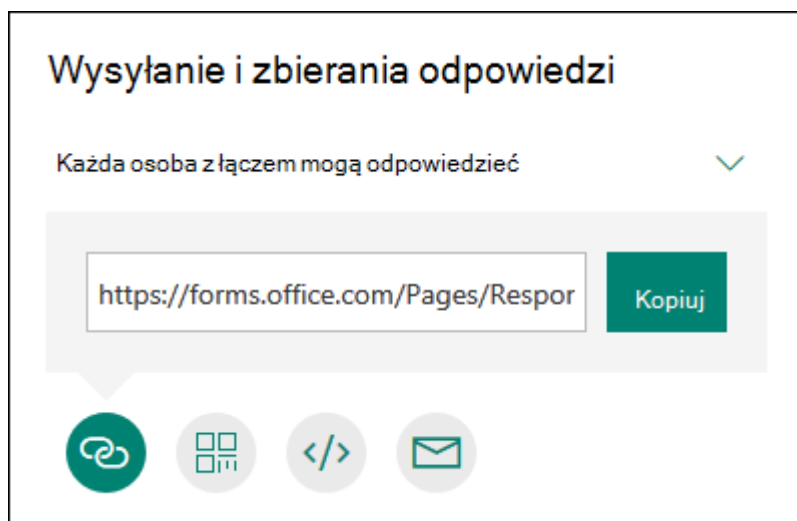 Wysyłanie i zbierania odpowiedzi
Każda osoba z łączem mogą odpowiedzieć
https://forms.office.com/Pages/Respor
Kopiuj